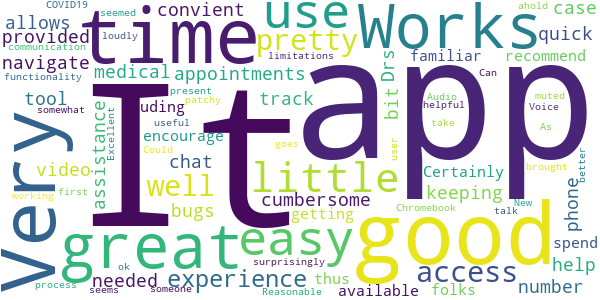 COVID19 seemed convient use Works case
allows time quick
provided communication loudly pretty limitations familiar ahold recommend
navigate functionality medical appointments Drs
tool somewhat present patchy track bit Audio Can helpful muted Voice
Very It app
uding useful
assistance Excellent encourage Could goes user take As brought better
video chat little Certainly
working first well cumbersome keeping
bugs getting Chromebook New talk phone
great easy good
process ok surprisingly access spend
seems needed experience thus available folks help
someone Reasonable number